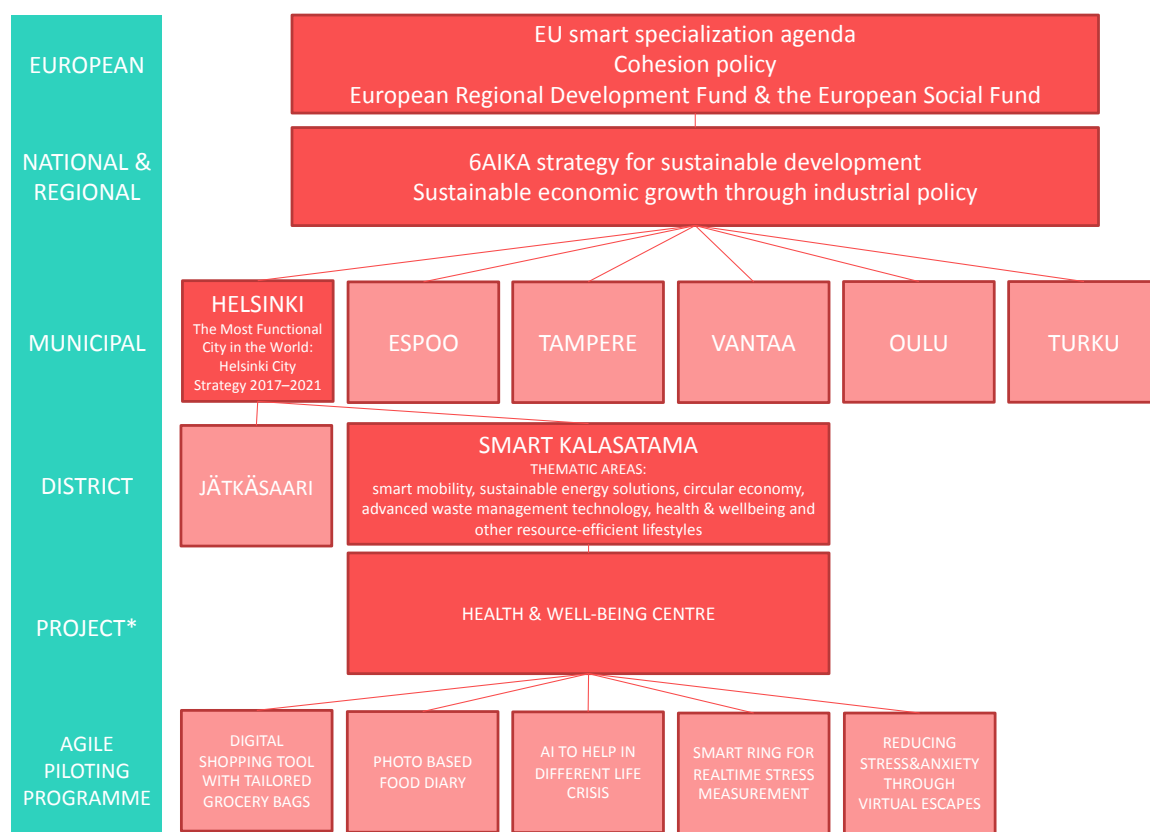 EUROPEAN
EU smart specialization agenda
Cohesion policy
European Regional Development Fund & the European Social Fund
NATIONAL &
REGIONAL
6AIKA strategy for sustainable development
Sustainable economic growth through industrial policy
MUNICIPAL
HELSINKI
The Most Functional
City in the World:
Helsinki City
Strategy 2017–2021
ESPOO
TAMPERE
VANTAA
OULU
TURKU
DISTRICT
JÄTKÄSAARI
SMART KALASATAMA
THEMATIC AREAS:
smart mobility, sustainable energy solutions, circular economy,
advanced waste management technology, health & wellbeing and
other resource-efficient lifestyles
PROJECT*
HEALTH & WELL-BEING CENTRE
AGILE
PILOTING
PROGRAMME
DIGITAL
SHOPPING TOOL
WITH TAILORED
GROCERY BAGS
PHOTO BASED
FOOD DIARY
AI TO HELP IN
DIFFERENT LIFE
CRISIS
SMART RING FOR
REALTIME STRESS
MEASUREMENT
REDUCING
STRESS&ANXIETY
THROUGH
VIRTUAL ESCAPES